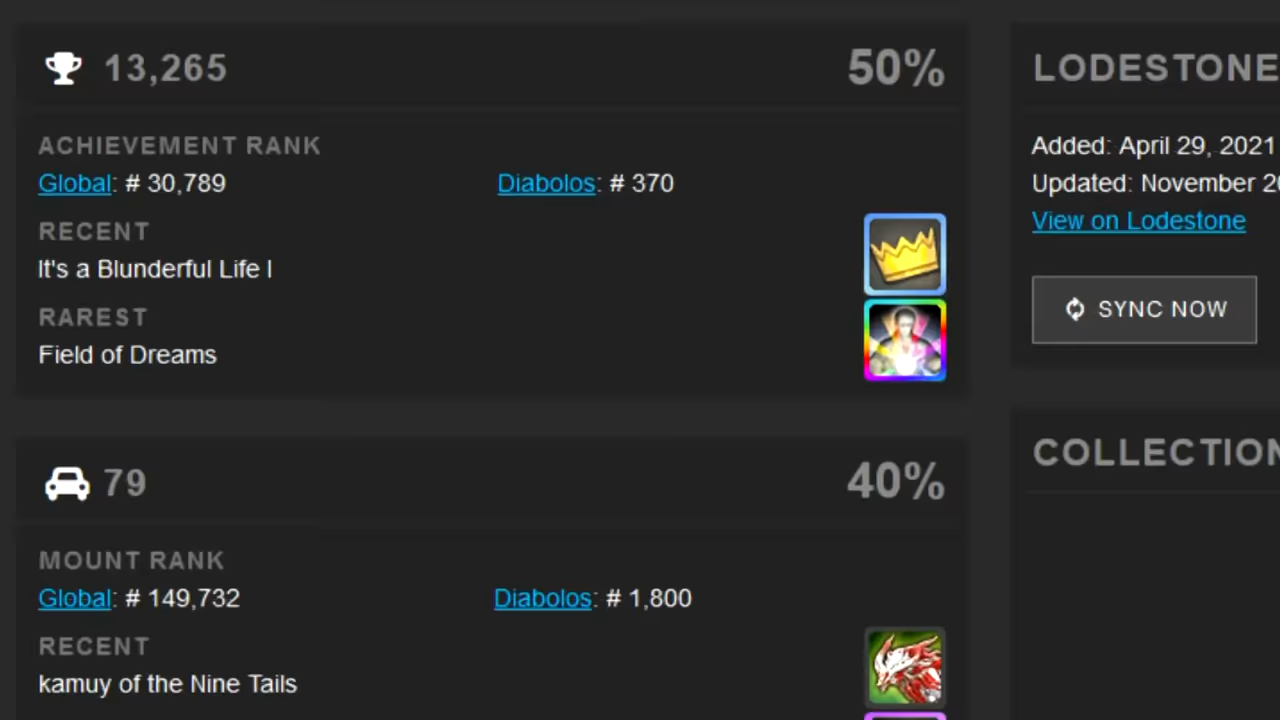 13,265 50%
ACHIEVEMENT RANK
Global: # 30,789 Diabolos: # 370
RECENT
It's a Blunderful Life I
RAREST
Field of Dreams
79 40%
MOUNT RANK
Global: # 149,732 Diabolos: # 1,800
RECENT
kamuy of the Nine Tails
LODESTONE
Added: April 29, 2021
Updated: November 20
View on Lodestone
SYNC NOW
COLLECTION